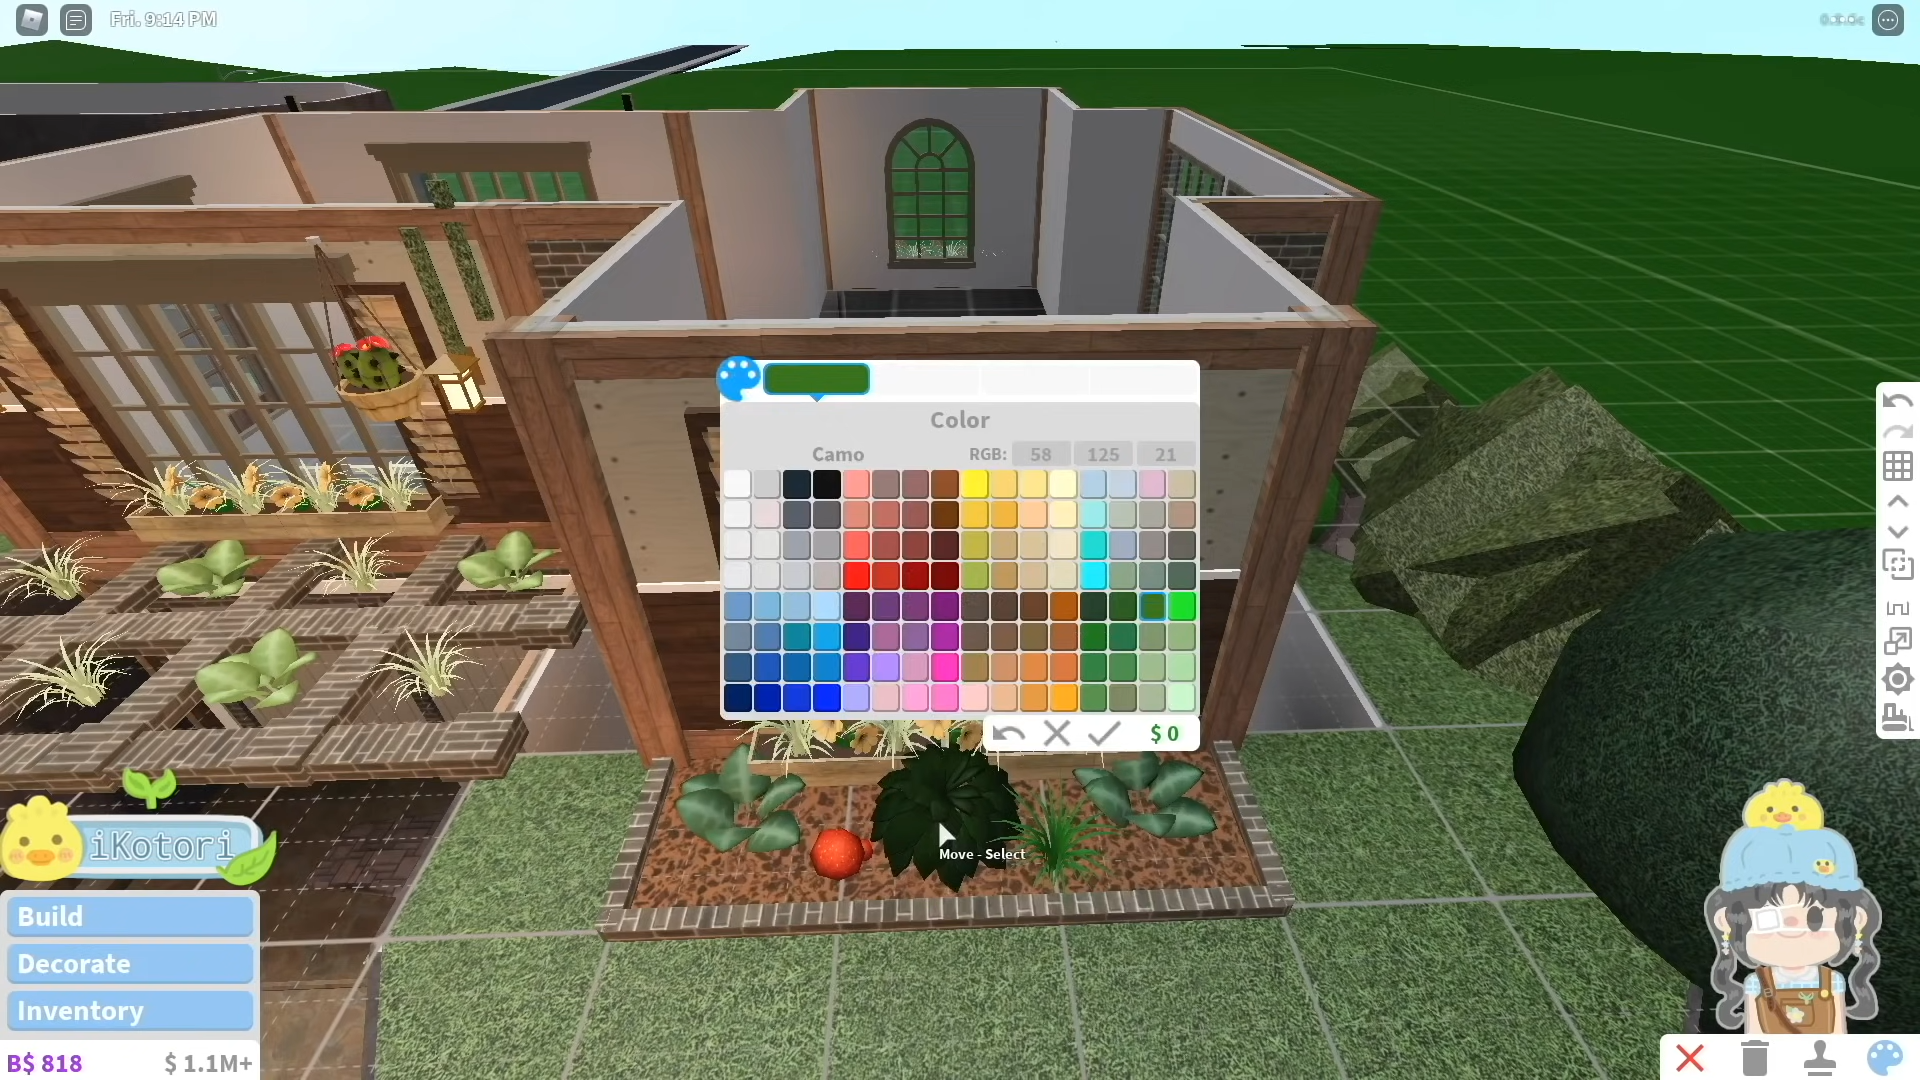 Fri. 9:14 PM
Color
Camo
RGB: 58 125 21
$ 0
Move - Select
iKotori
Build
Decorate
Inventory
B$ 818
$ 1.1M+